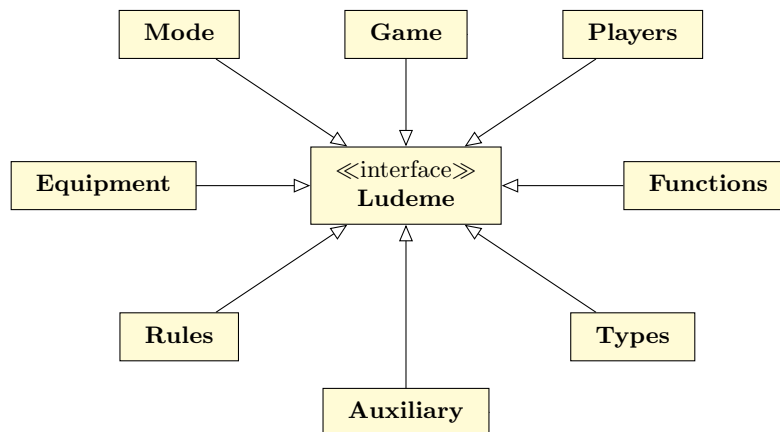 Mode
Game
Players
≪interface≫
Ludeme
Equipment
Functions
Rules
Types
Auxiliary